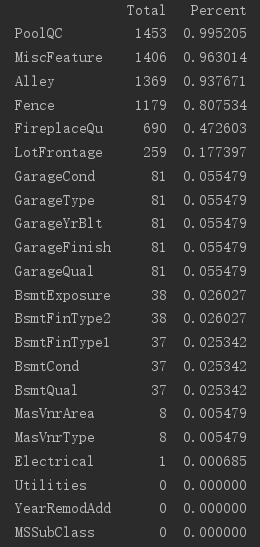 Total Percent
PoolQC 1453 0.995205
MiscFeature 1406 0.963014
Alley 1369 0.937671
Fence 1179 0.807534
FireplaceQu 690 0.472603
LotFrontage 259 0.177397
GarageCond 81 0.055479
GarageType 81 0.055479
GarageYrBlt 81 0.055479
GarageFinish 81 0.055479
GarageQual 81 0.055479
BsmtExposure 38 0.026027
BsmtFinType2 38 0.026027
BsmtFinType1 37 0.025342
BsmtCond 37 0.025342
BsmtQual 37 0.025342
MasVnrArea 8 0.005479
MasVnrType 8 0.005479
Electrical 1 0.000685
Utilities 0 0.000000
YearRemodAdd 0 0.000000
MSSubClass 0 0.000000